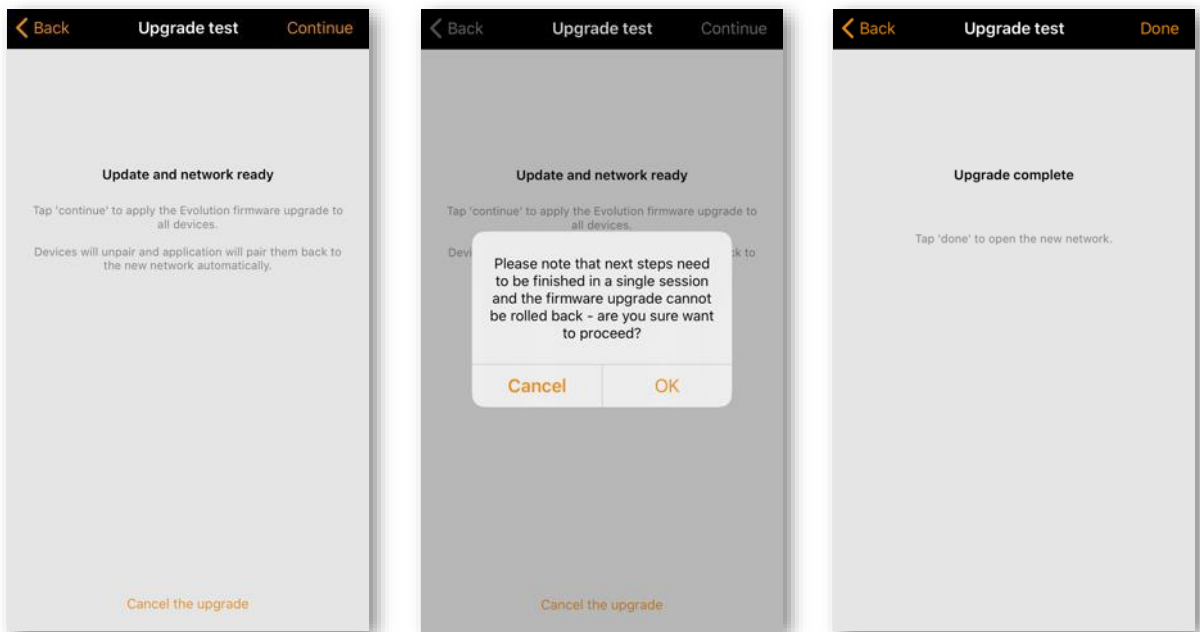 Back Upgrade test Continue
Update and network ready
Tap 'continue' to apply the Evolution firmware upgrade to
all devices.
Devices will unpair and application will pair them back to
the new network automatically.
Cancel the upgrade
Back Upgrade test Continue
Update and network ready
Tap 'continue' to apply the Evolution firmware upgrade to
all devices.
Devi
ck to
Please note that next steps need
to be finished in a single session
and the firmware upgrade cannot
be rolled back - are you sure want
to proceed?
Cancel OK
Cancel the upgrade
Back Upgrade test Done
Upgrade complete
Tap 'done' to open the new network.